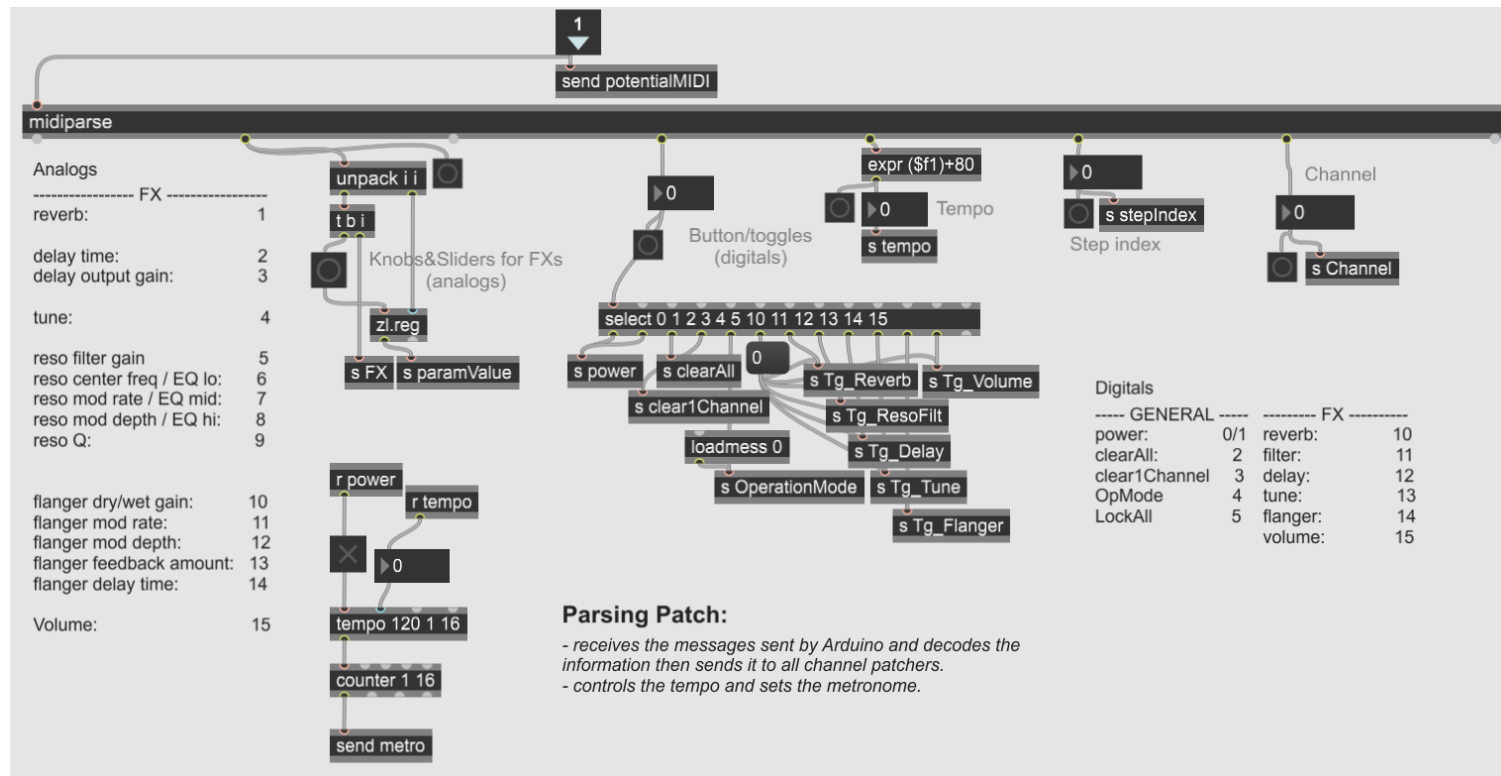 1
send potentialMIDI
midiparse
Analogs
----------------- FX -----------------
reverb: 1
delay time: 2
delay output gain: 3
tune: 4
reso filter gain 5
reso center freq / EQ lo: 6
reso mod rate / EQ mid: 7
reso mod depth / EQ hi: 8
reso Q: 9
flanger dry/wet gain: 10
flanger mod rate: 11
flanger mod depth: 12
flanger feedback amount: 13
flanger delay time: 14
Volume: 15
unpack i i
t b i
Knobs&Sliders for FXs
(analogs)
zl.reg
s FX
s paramValue
r power
r tempo
0
tempo 120 1 16
counter 1 16
send metro
0
Button/toggles
(digitals)
select 0 1 2 3 4 5 10 11 12 13 14 15
s power
s clearAll
0
s Tg_Reverb
s Tg_Volume
s clear1Channel
s Tg_ResoFilt
loadmess 0
s Tg_Delay
s OperationMode
s Tg_Tune
s Tg_Flanger
expr ($f1)+80
0
Tempo
s tempo
0
s stepIndex
Step index
Channel
0
s Channel
Digitals
----- GENERAL -----
power: 0/1
clearAll: 2
clear1Channel 3
OpMode 4
LockAll 5
--------- FX ----------
reverb: 10
filter: 11
delay: 12
tune: 13
flanger: 14
volume: 15
Parsing Patch:
- receives the messages sent by Arduino and decodes the
information then sends it to all channel patchers.
- controls the tempo and sets the metronome.